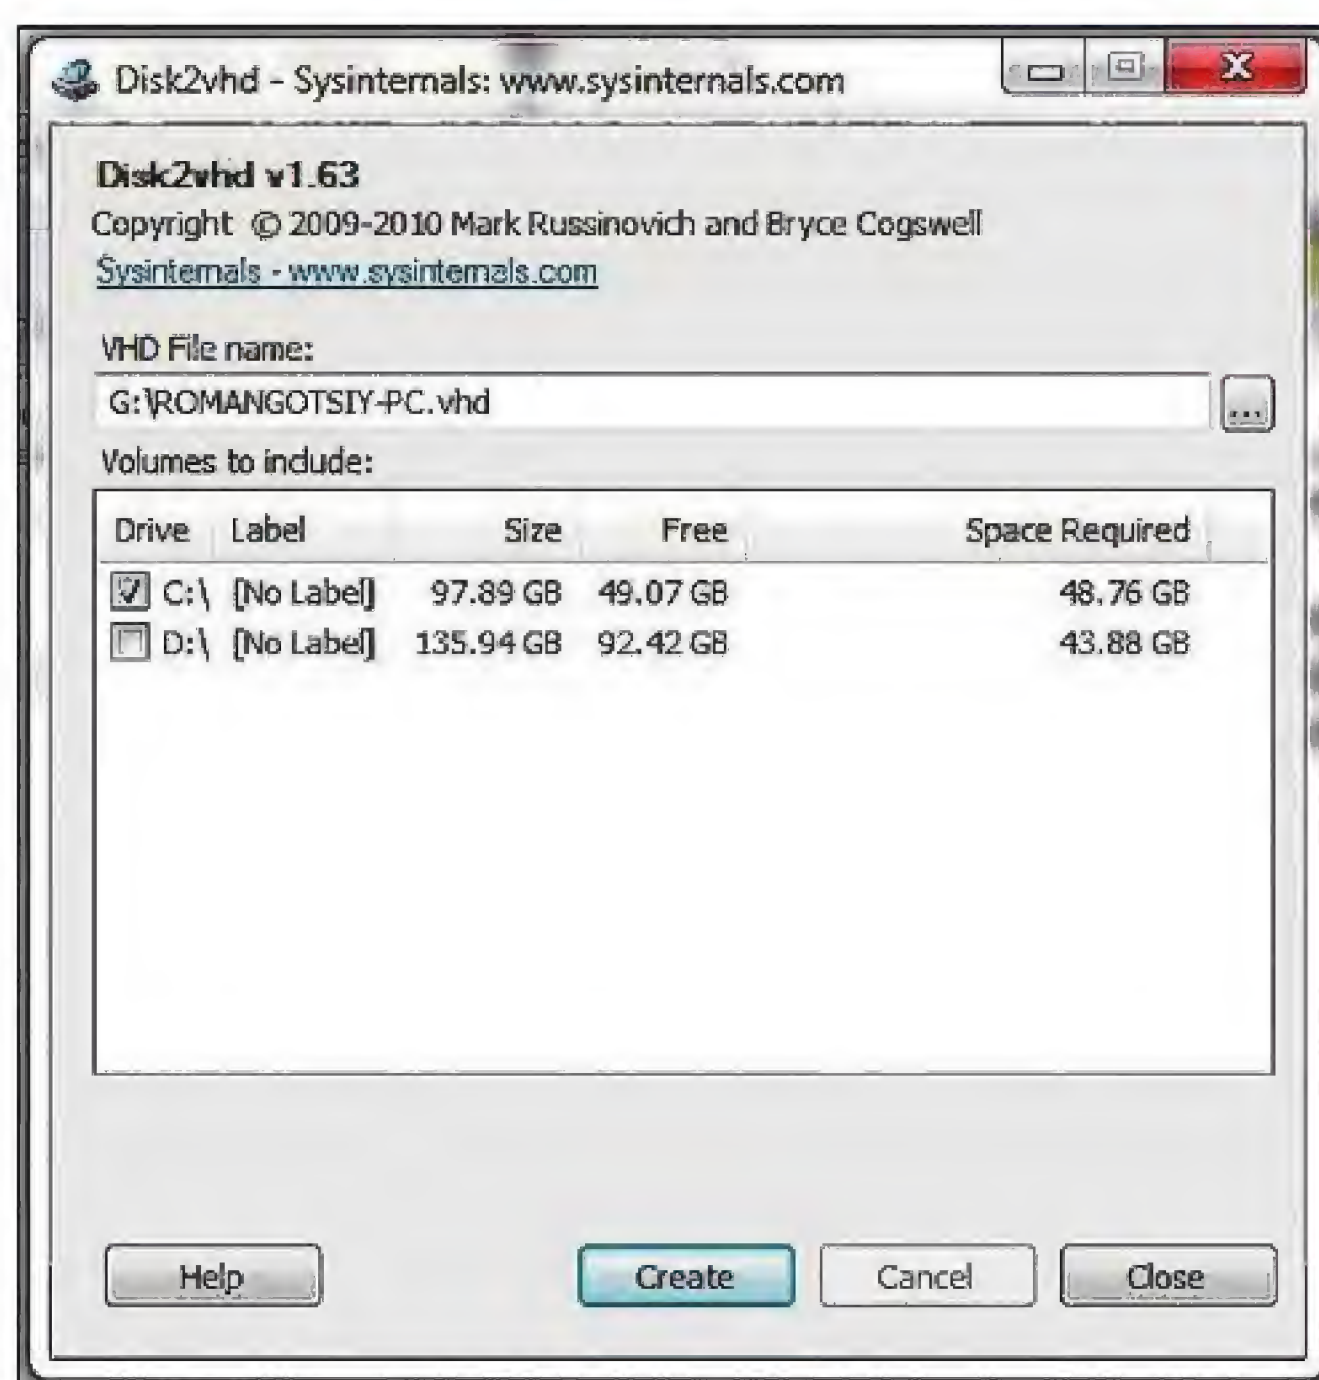 Disk2vhd - Sysinternals: www.sysinternals.com
Disk2vhd v1.63
Copyright © 2009-2010 Mark Russinovich and Bryce Cogswell
Sysinternals - www.sysinternals.com
VHD File name:
G:\ROMANGOTSIY-PC.vhd
...
Volumes to include:
Drive Label Size Free Space Required
C:\ [No Label] 97.89 GB 49.07 GB 48.76 GB
D:\ [No Label] 135.94 GB 92.42 GB 43.88 GB
Help Create Cancel Close